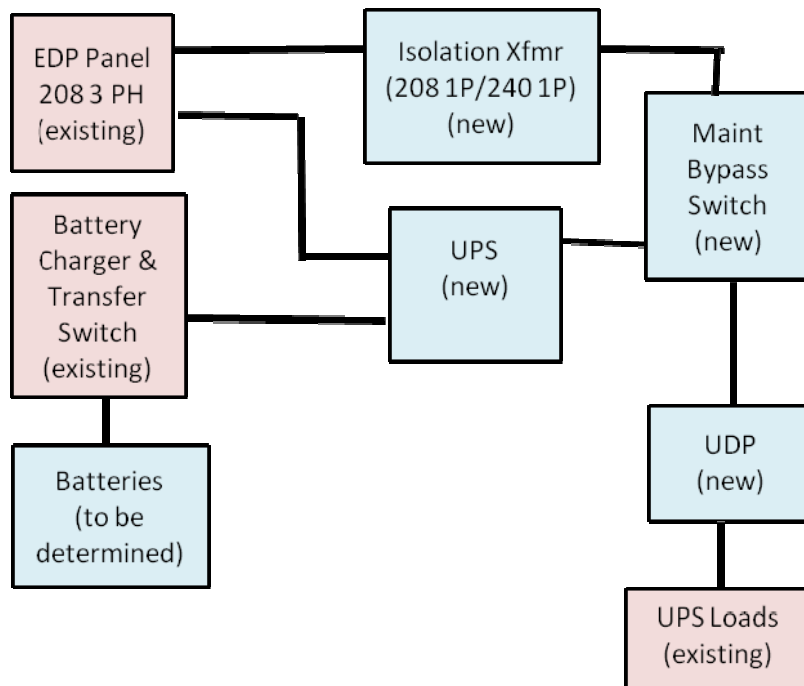 EDP Panel
208 3 PH
(existing)
Isolation Xfmr
(208 1P/240 1P)
(new)
Maint
Bypass
Switch
(new)
Battery
Charger &
Transfer
Switch
(existing)
UPS
(new)
Batteries
(to be
determined)
UDP
(new)
UPS Loads
(existing)